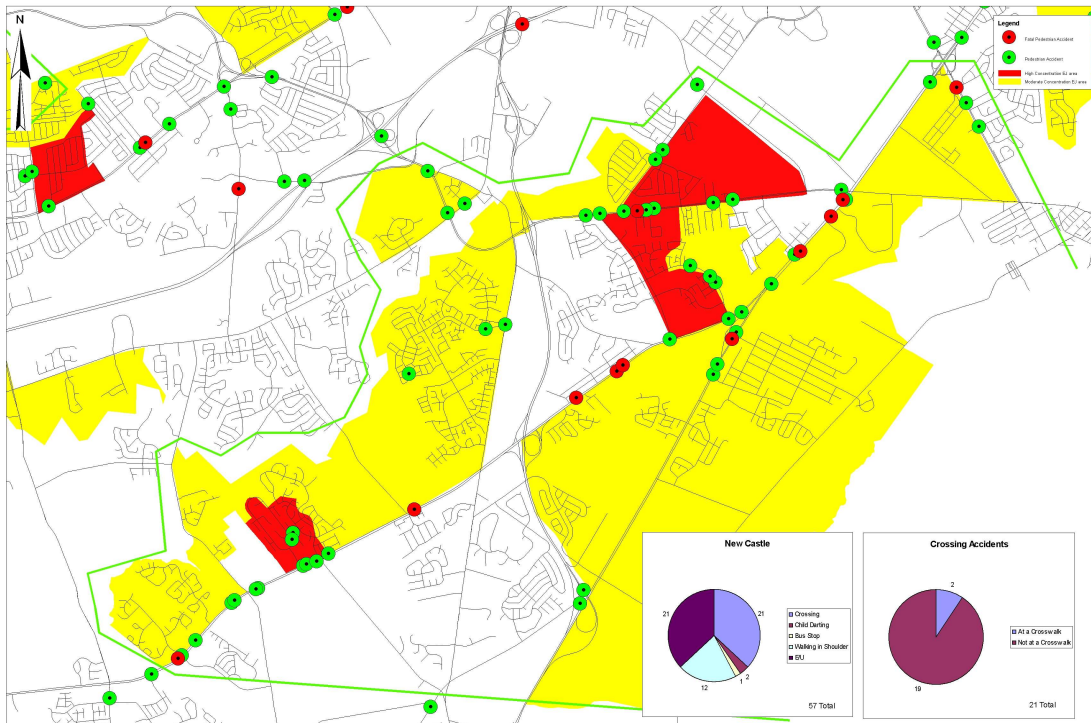 N
Legend
Fatal Pedestrian Accident
Pedestrian Accident
High Concentration EJ area
Moderate Concentration EJ area
New Castle
21
21
2
1
12
Crossing
Child Darting
Bus Stop
Walking in Shoulder
E/U
57 Total
Crossing Accidents
2
19
At a Crosswalk
Not at a Crosswalk
21 Total